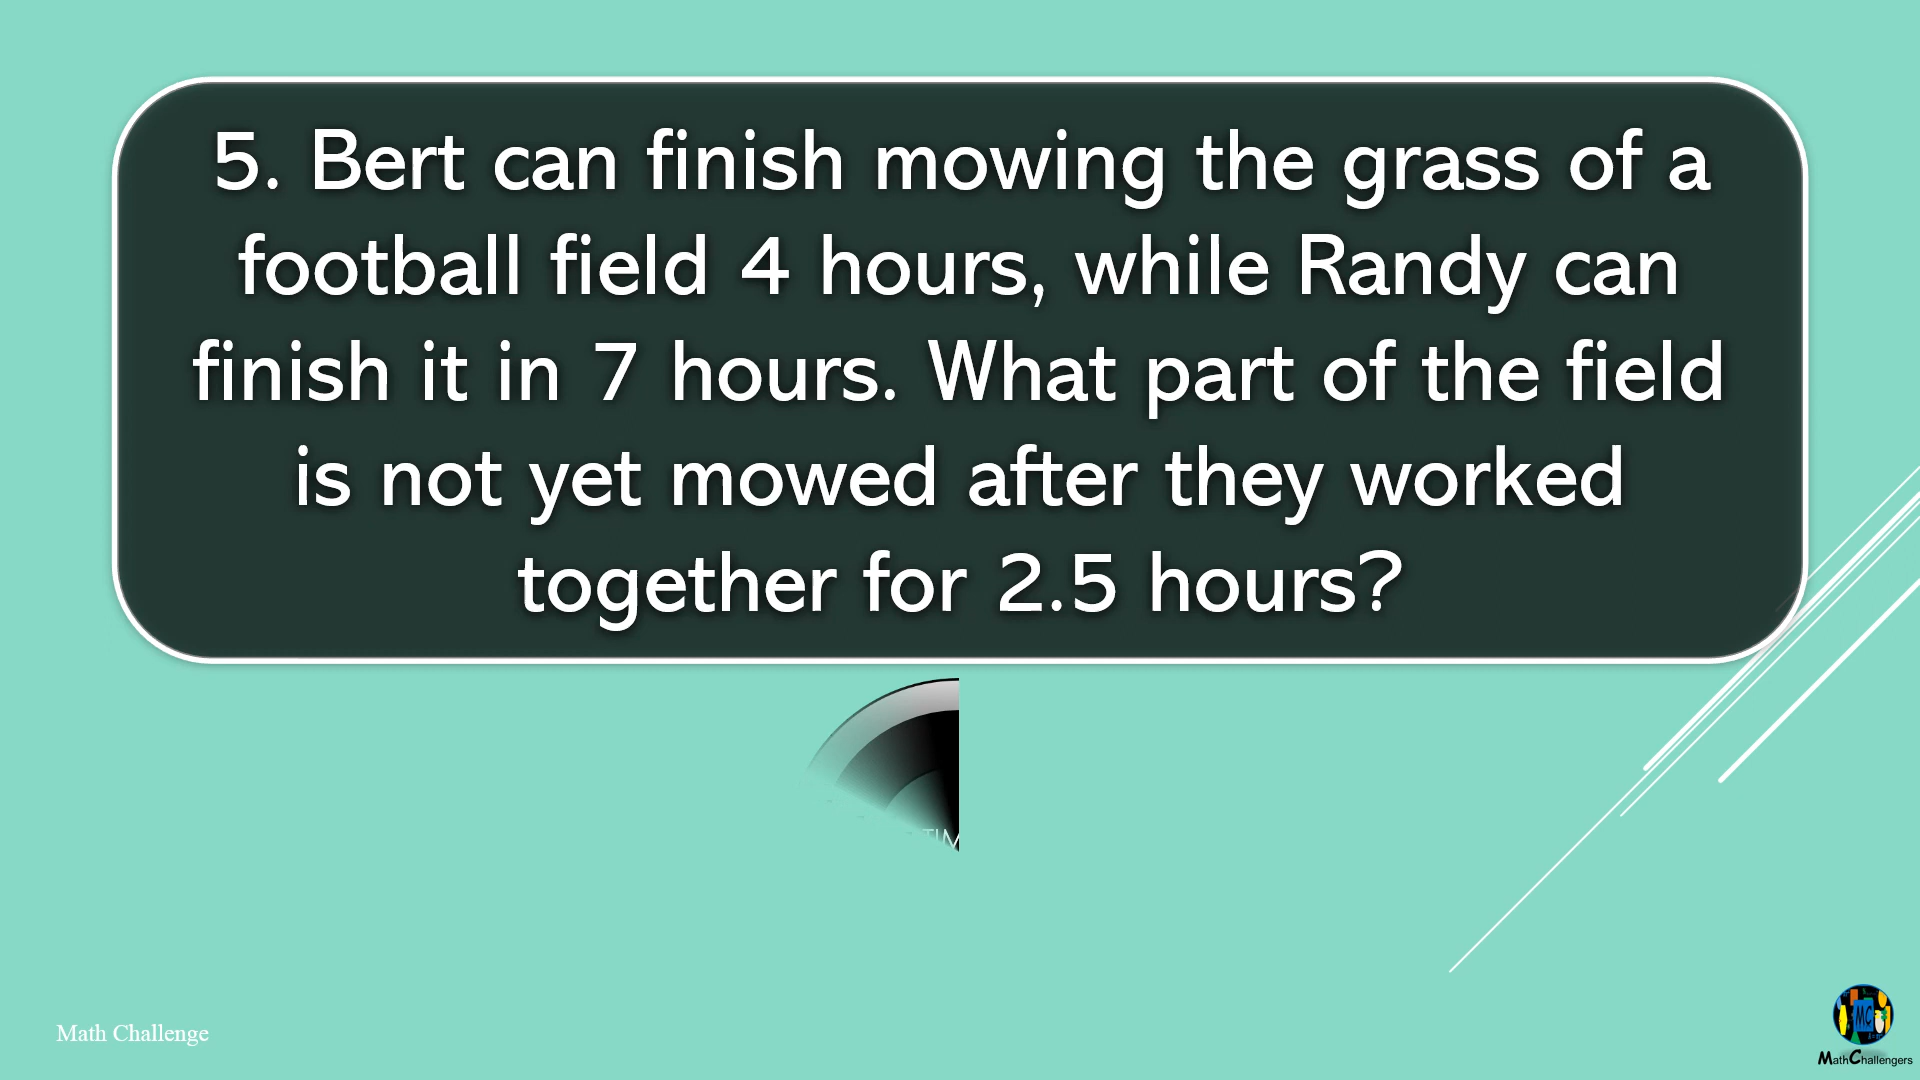 5. Bert can finish mowing the grass of a
football field 4 hours, while Randy can
finish it in 7 hours. What part of the field
is not yet mowed after they worked
together for 2.5 hours?
TIM
Math Challenge
MC
MathChallengers